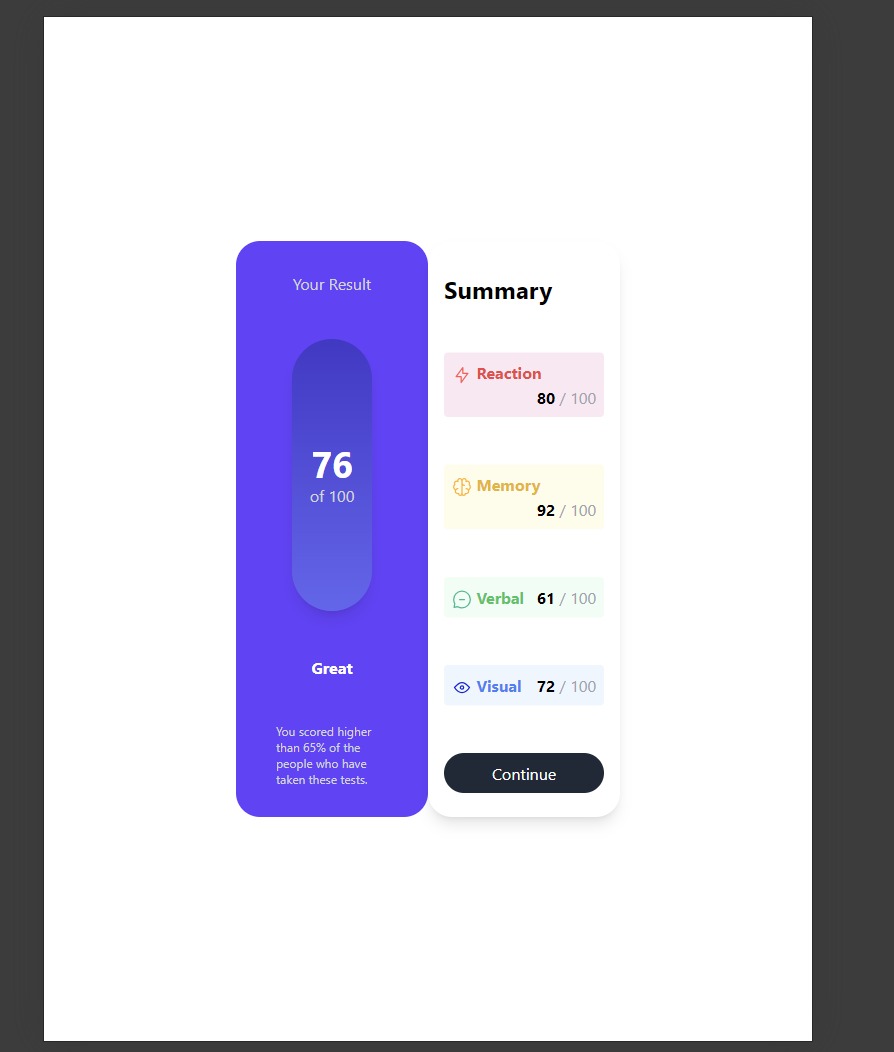 Your Result
76
of 100
Great
You scored higher
than 65% of the
people who have
taken these tests.
Summary
Reaction
80 / 100
Memory
92 / 100
Verbal 61 / 100
Visual 72 / 100
Continue